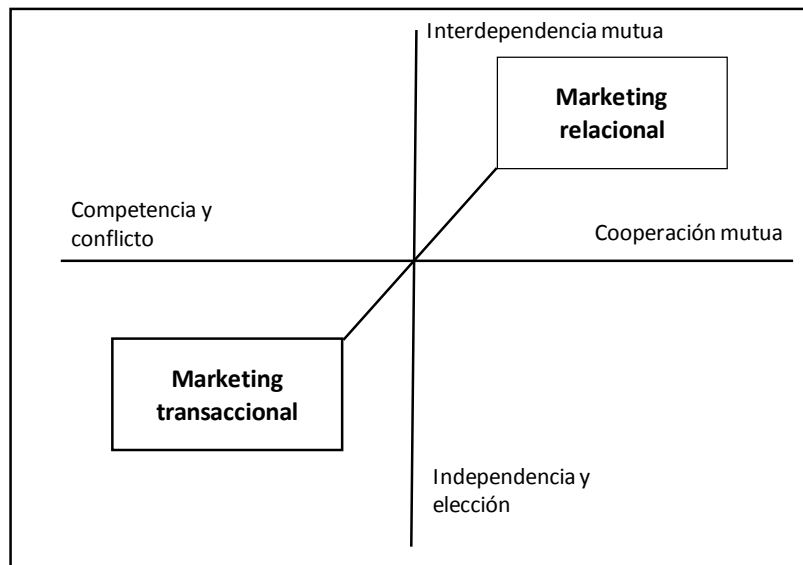 Interdependencia mutua
Marketing
relacional
Competencia y
conflicto
Cooperación mutua
Marketing
transaccional
Independencia y
elección